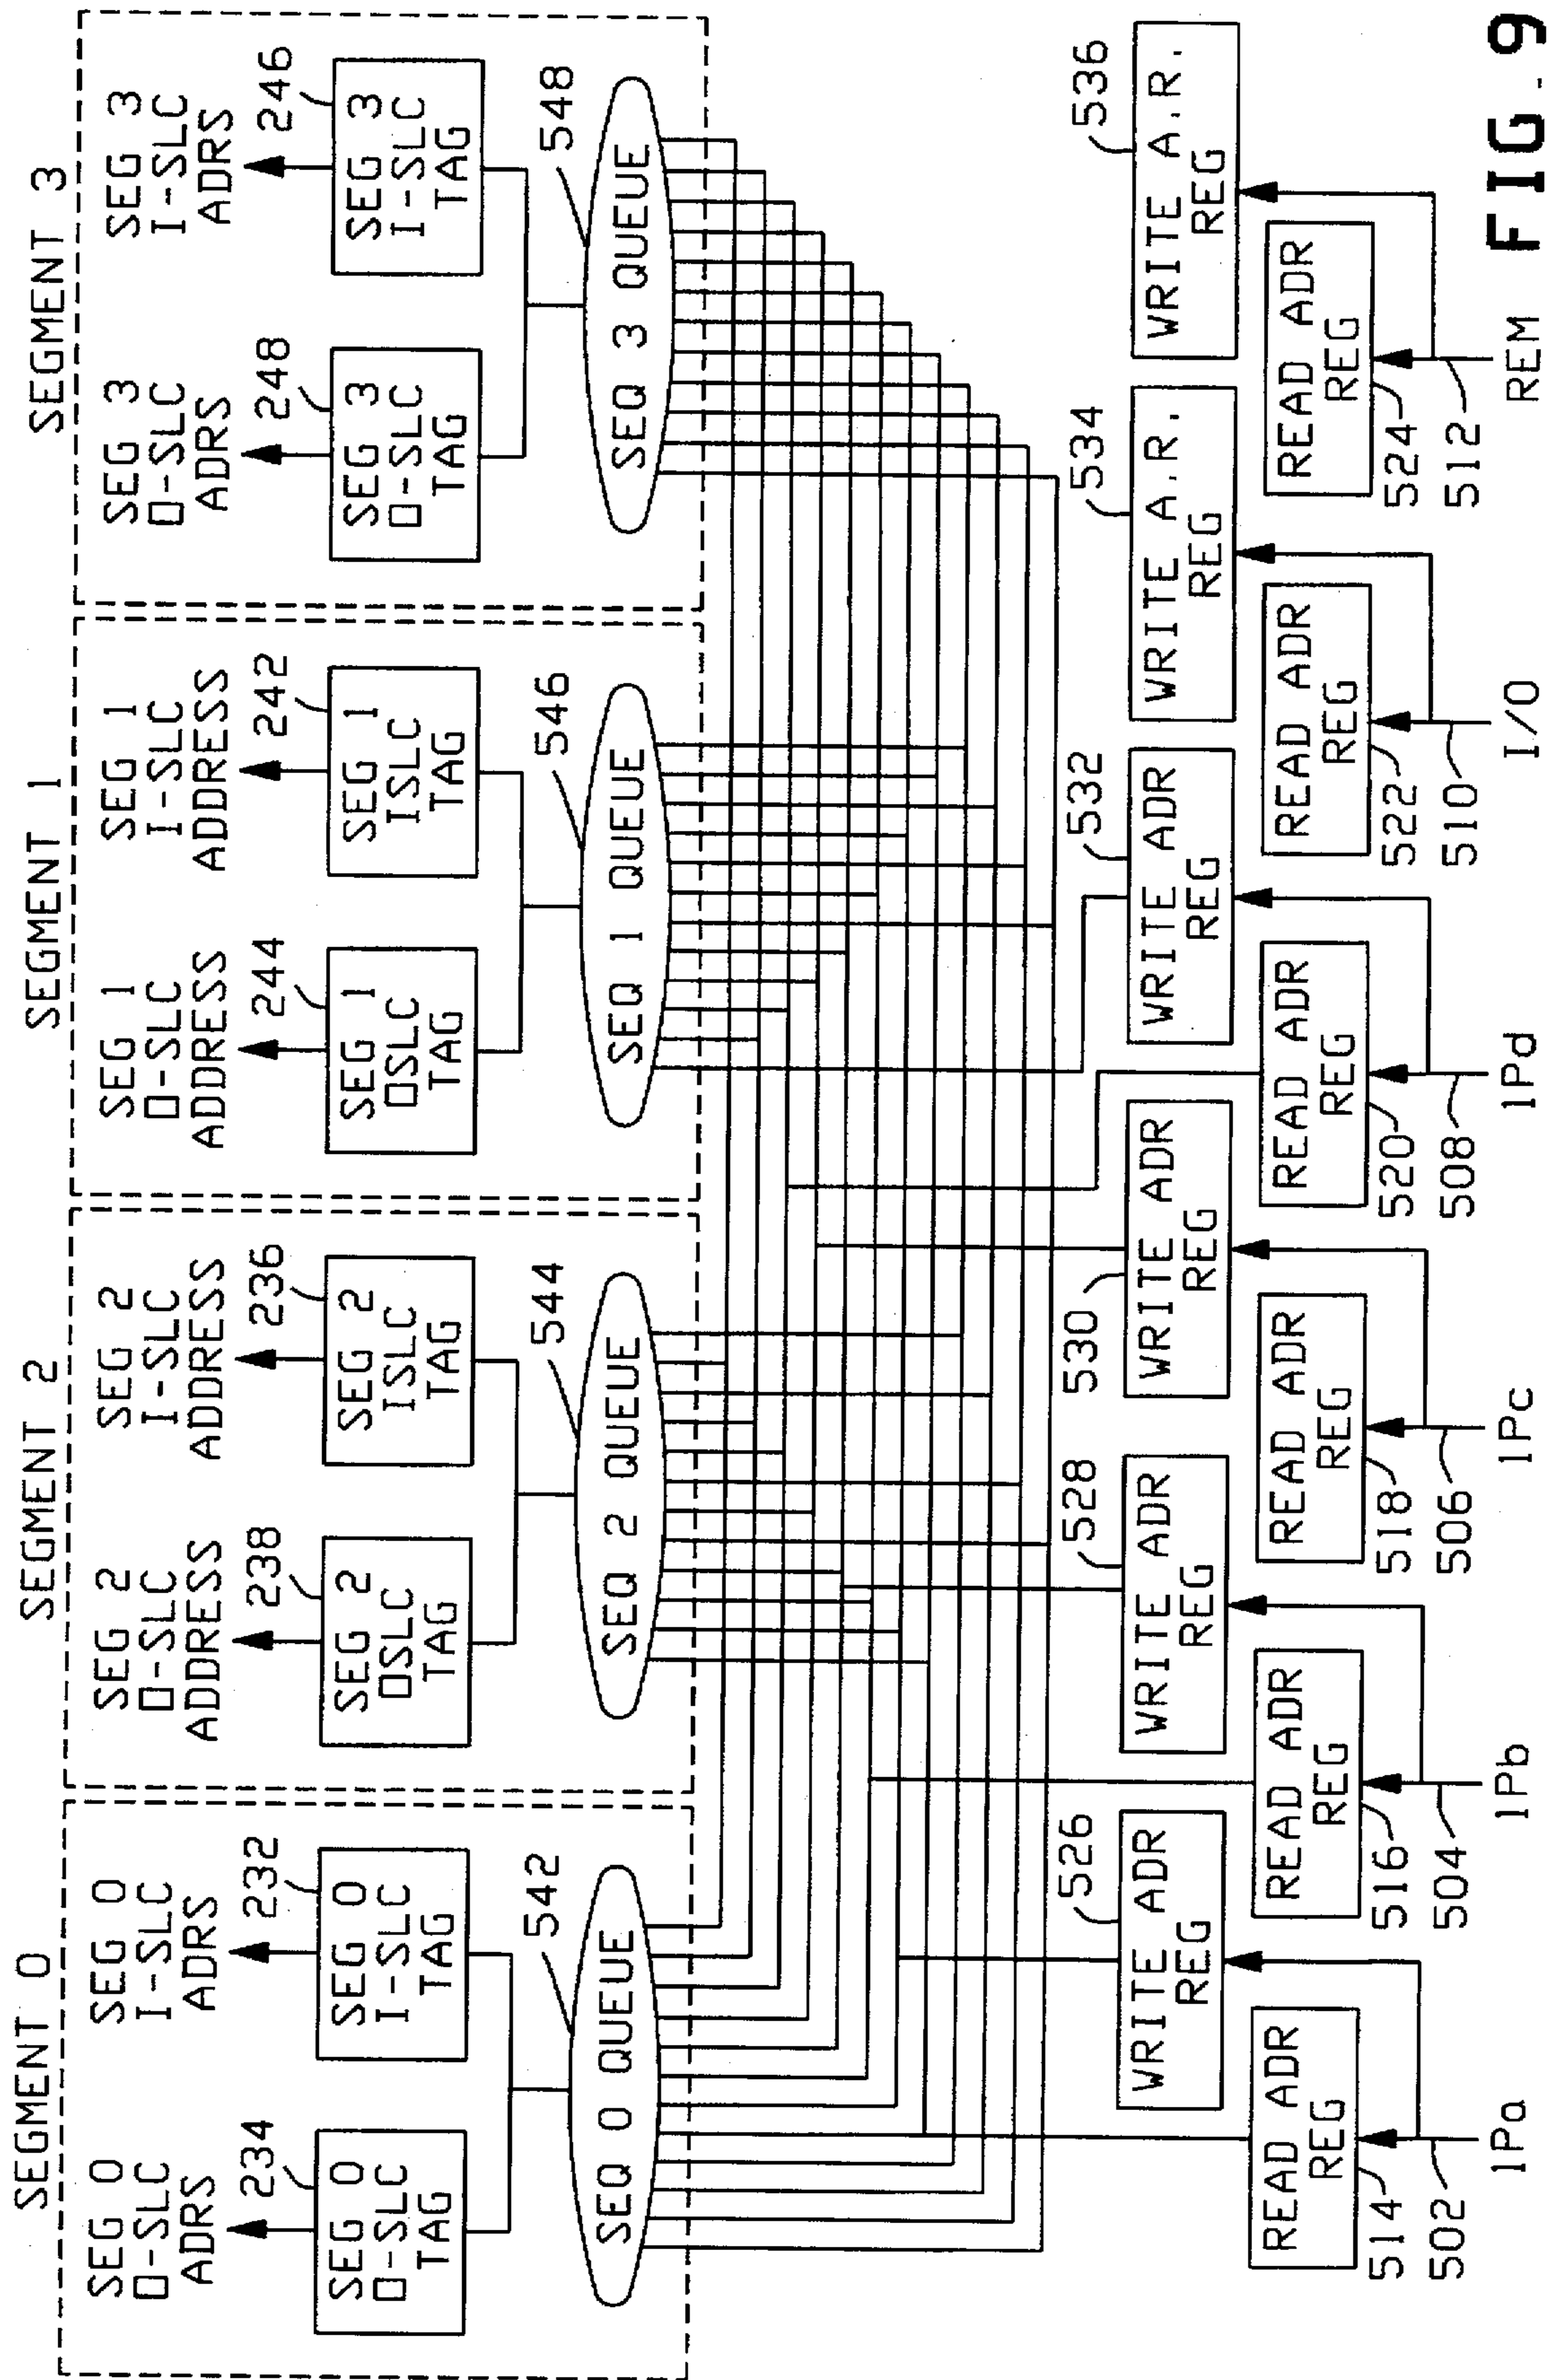 SEGMENT 0
SEG 0
O-SLC
ADRS
SEG 0
I-SLC
ADRS
234
232
SEG 0
O-SLC
TAG
SEG 0
I-SLC
TAG
542
SEQ 0 QUEUE
SEGMENT 2
SEG 2
O-SLC
ADDRESS
SEG 2
I-SLC
ADDRESS
238
236
SEG 2
OSLC
TAG
SEG 2
ISLC
TAG
544
SEQ 2 QUEUE
SEGMENT 1
SEG 1
O-SLC
ADDRESS
SEG 1
I-SLC
ADDRESS
244
242
SEG 1
OSLC
TAG
SEG 1
ISLC
TAG
546
SEQ 1 QUEUE
SEGMENT 3
SEG 3
O-SLC
ADRS
SEG 3
I-SLC
ADRS
248
246
SEG 3
O-SLC
TAG
SEG 3
I-SLC
TAG
548
SEQ 3 QUEUE
526
WRITE ADR
REG
528
WRITE ADR
REG
530
WRITE ADR
REG
532
WRITE ADR
REG
534
WRITE A.R.
REG
536
WRITE A.R.
REG
READ ADR
REG
514
502
READ ADR
REG
516
504
READ ADR
REG
518
506
READ ADR
REG
520
508
READ ADR
REG
522
510
READ ADR
REG
524
512
1Pa
1Pb
1Pc
1Pd
I/O
REM
FIG. 9